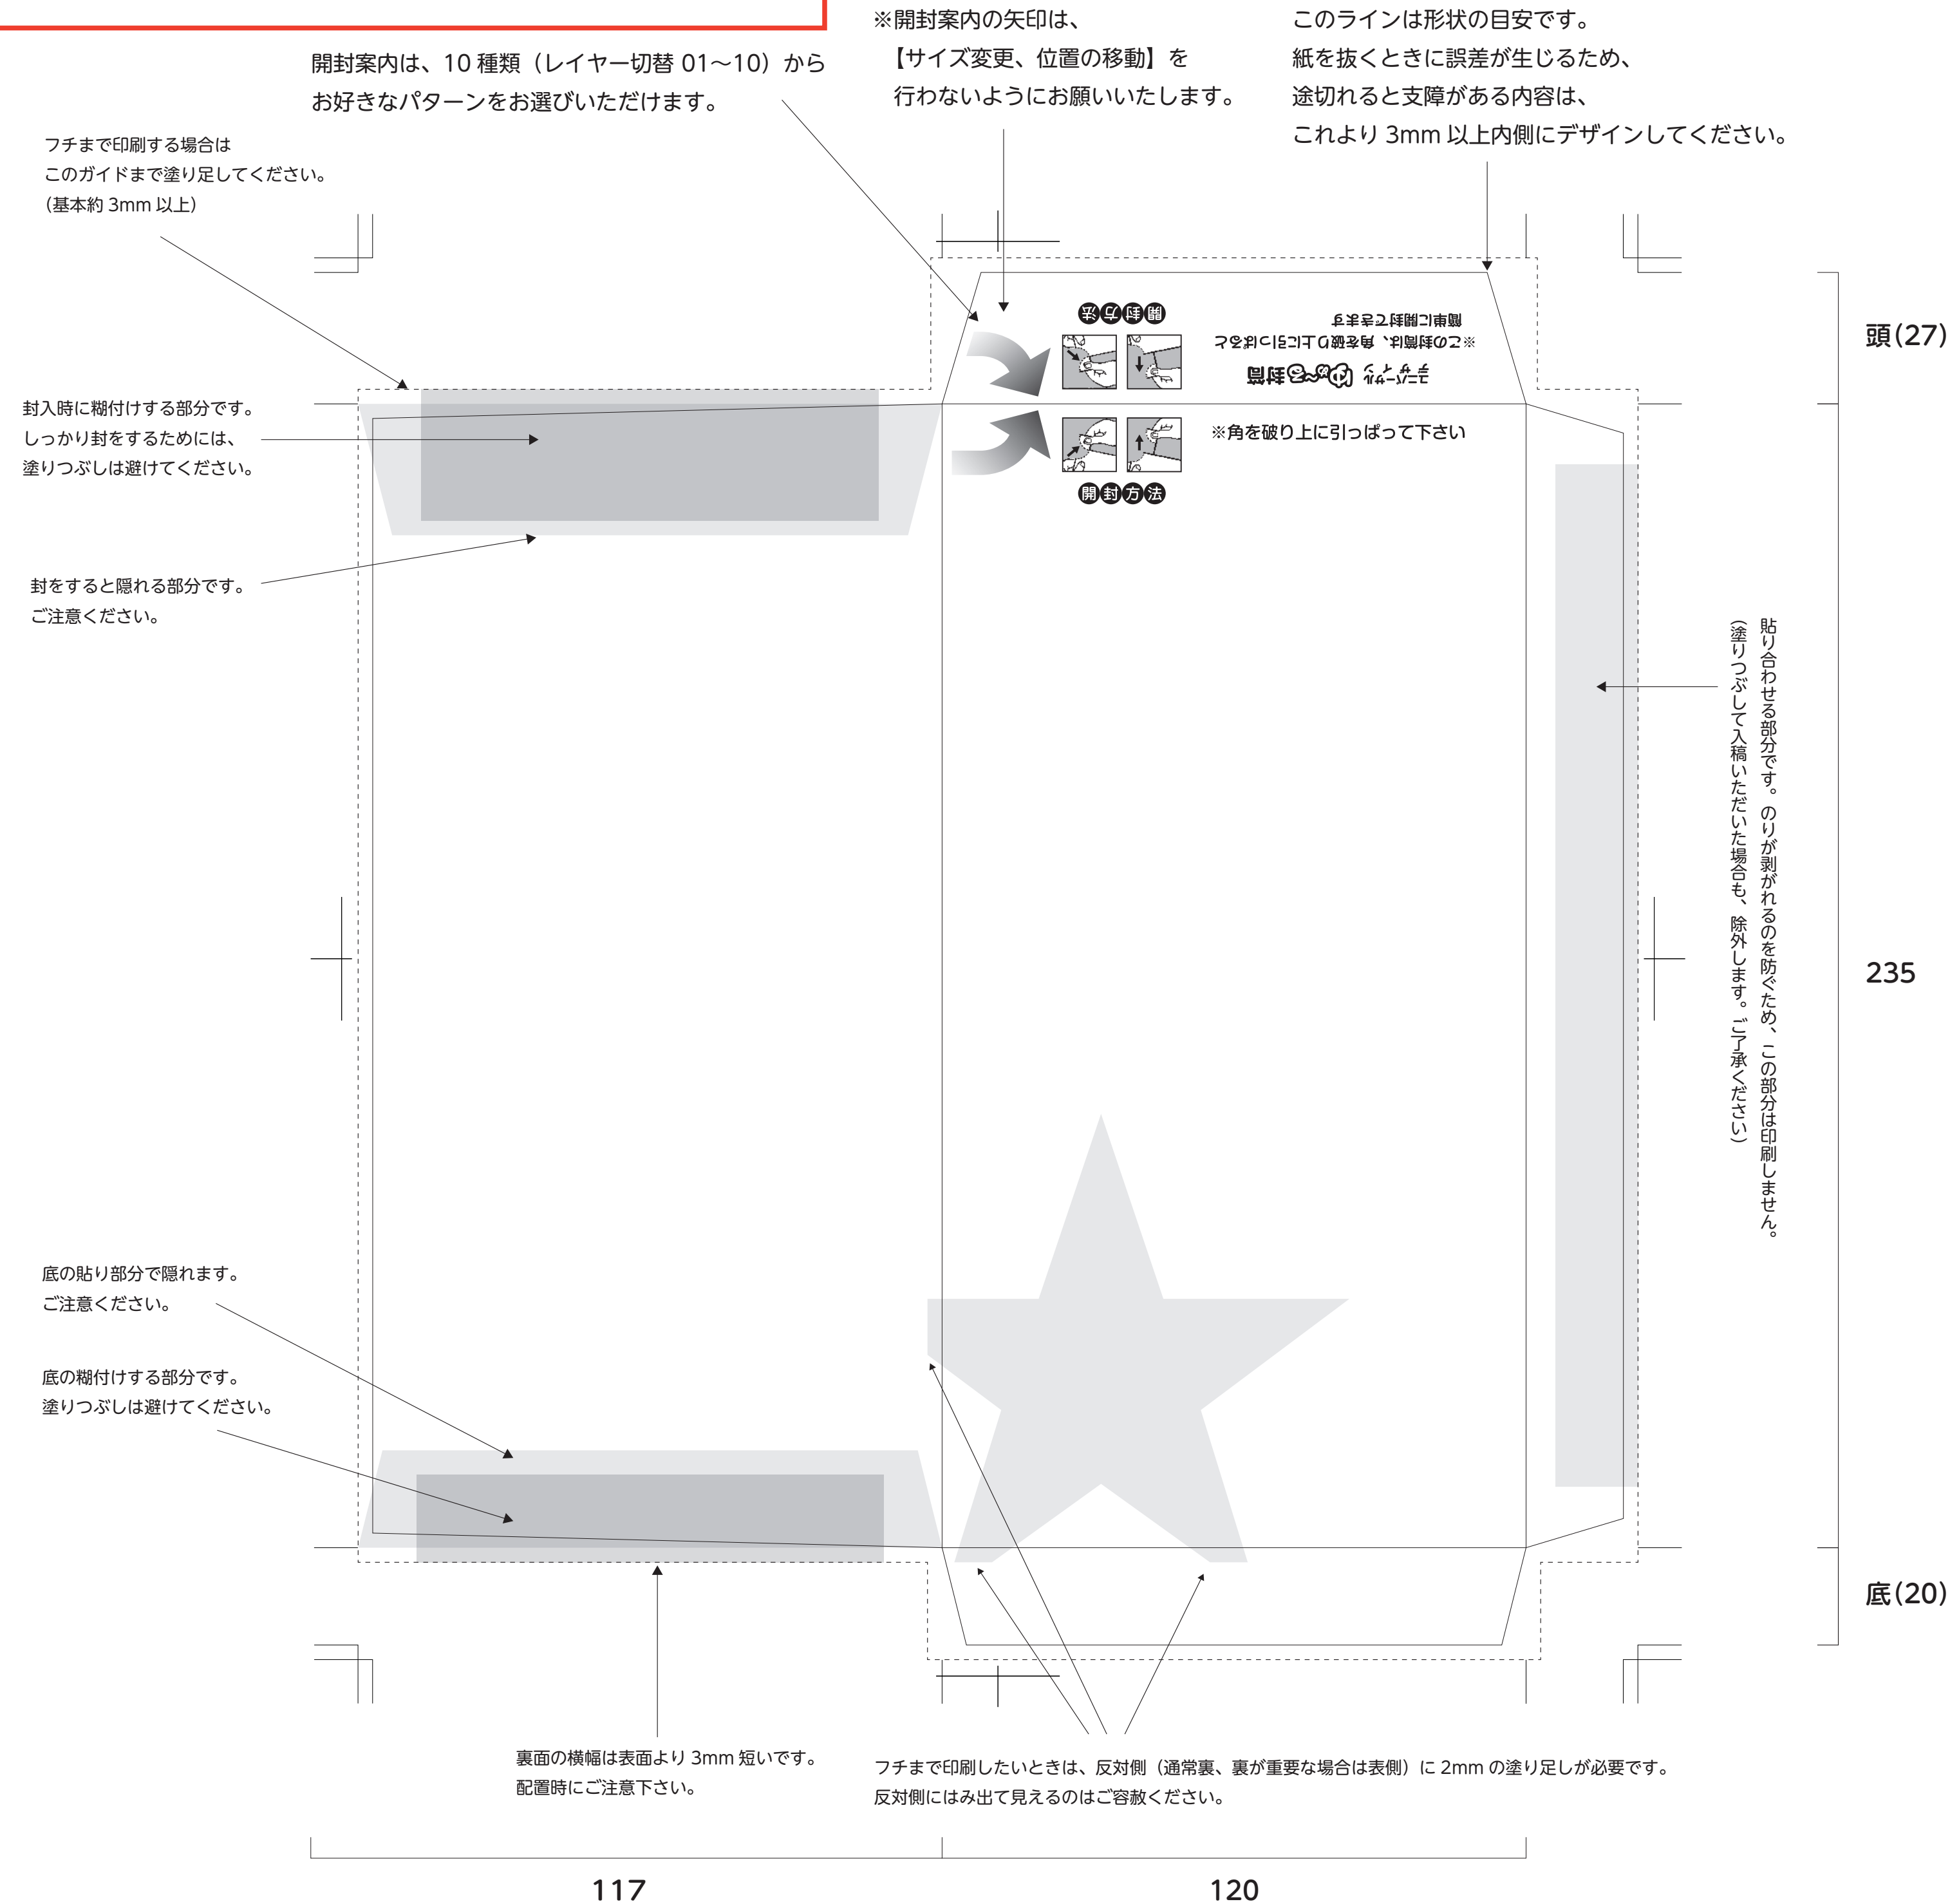 ※開封案内の矢印は、
【サイズ変更、位置の移動】を
行わないようにお願いいたします。
このラインは形状の目安です。
紙を抜くときに誤差が生じるため、
途切れると支障がある内容は、
これより 3mm 以上内側にデザインしてください。
開封案内は、10 種類（レイヤー切替 01～10）から
お好きなパターンをお選びいただけます。
フチまで印刷する場合は
このガイドまで塗り足してください。
（基本約 3mm 以上）
開封方法
ユニバーサル
デザイン
ゆ〜る封筒
※この封筒は、角を破り上に引っぱると
簡単に開封できます
頭(27)
封入時に糊付けする部分です。
しっかり封をするためには、
塗りつぶしは避けてください。
※角を破り上に引っぱって下さい
開封方法
封をすると隠れる部分です。
ご注意ください。
貼り合わせる部分です。のりが剥がれるのを防ぐため、この部分は印刷しません。
（塗りつぶして入稿いただいた場合も、除外します。ご了承ください）
235
底の貼り部分で隠れます。
ご注意ください。
底の糊付けする部分です。
塗りつぶしは避けてください。
底(20)
裏面の横幅は表面より 3mm 短いです。
配置時にご注意下さい。
フチまで印刷したいときは、反対側（通常裏、裏が重要な場合は表側）に 2mm の塗り足しが必要です。
反対側にはみ出て見えるのはご容赦ください。
117
120